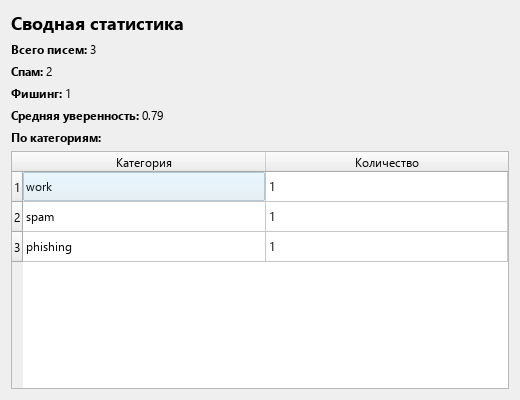 Сводная статистика
Всего писем: 3
Спам: 2
Фишинг: 1
Средняя уверенность: 0.79
По категориям:
Категория Количество
1 work 1
2 spam 1
3 phishing 1